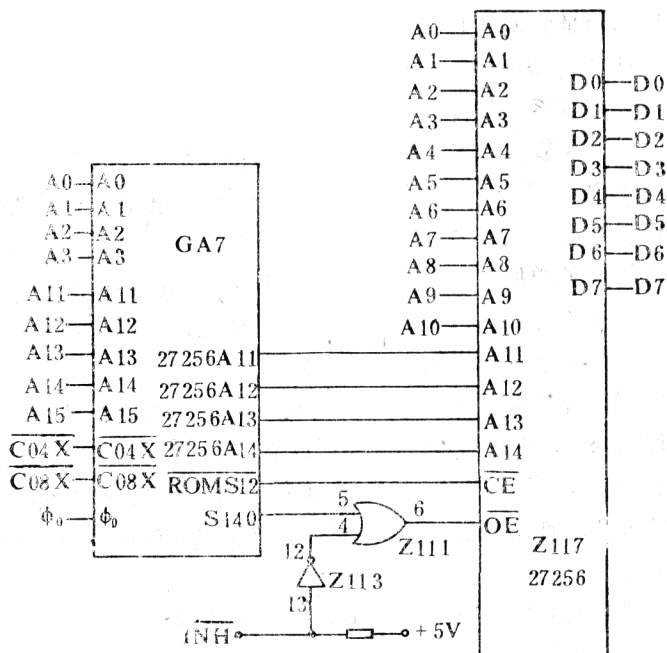 A0 A0
A1 A1
A2 A2
A3 A3
A4 A4
A5 A5
A6 A6
A7 A7
A8 A8
A9 A9
A10 A10
A11
A12
A13
A14
CE
OE
D0 D0
D1 D1
D2 D2
D3 D3
D4 D4
D5 D5
D6 D6
D7 D7
Z117
27256
A0 A0
A1 A1
A2 A2
A3 A3
GA7
A11 A11
A12 A12
A13 A13
A14 A14
A15 A15
C04X C04X
C08X C08X
Φ0 Φ0
27256A11
27256A12
27256A13
27256A14
ROMS12
S140
5
4
6
Z111
12
Z113
13
INH
+5V